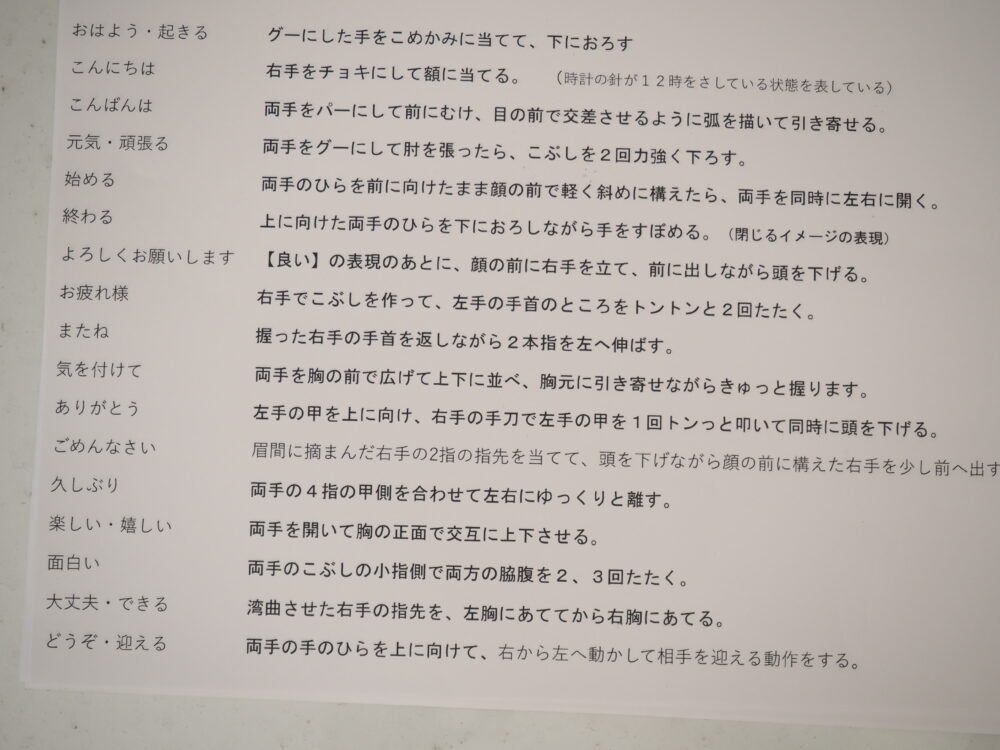 おはよう・起きる　グーにした手をこめかみに当てて、下におろす
こんにちは　右手をチョキにして額に当てる。　（時計の針が１２時をさしている状態を表している）
こんばんは　両手をパーにして前にむけ、目の前で交差させるように弧を描いて引き寄せる。
元気・頑張る　両手をグーにして肘を張ったら、こぶしを２回力強く下ろす。
始める　両手のひらを前に向けたまま顔の前で軽く斜めに構えたら、両手を同時に左右に開く。
終わる　上に向けた両手のひらを下におろしながら手をすぼめる。（閉じるイメージの表現）
よろしくお願いします　【良い】の表現のあとに、顔の前に右手を立て、前に出しながら頭を下げる。
お疲れ様　右手でこぶしを作って、左手の手首のところをトントンと２回たたく。
またね　握った右手の手首を返しながら２本指を左へ伸ばす。
気を付けて　両手を胸の前で広げて上下に並べ、胸元に引き寄せながらきゅっと握ります。
ありがとう　左手の甲を上に向け、右手の手刀で左手の甲を１回トンっと叩いて同時に頭を下げる。
ごめんなさい　眉間に摘まんだ右手の2指の指先を当てて、頭を下げながら顔の前に構えた右手を少し前へ出す
久しぶり　両手の４指の甲側を合わせて左右にゆっくりと離す。
楽しい・嬉しい　両手を開いて胸の正面で交互に上下させる。
面白い　両手のこぶしの小指側で両方の脇腹を２、３回たたく。
大丈夫・できる　湾曲させた右手の指先を、左胸にあててから右胸にあてる。
どうぞ・迎える　両手の手のひらを上に向けて、右から左へ動かして相手を迎える動作をする。